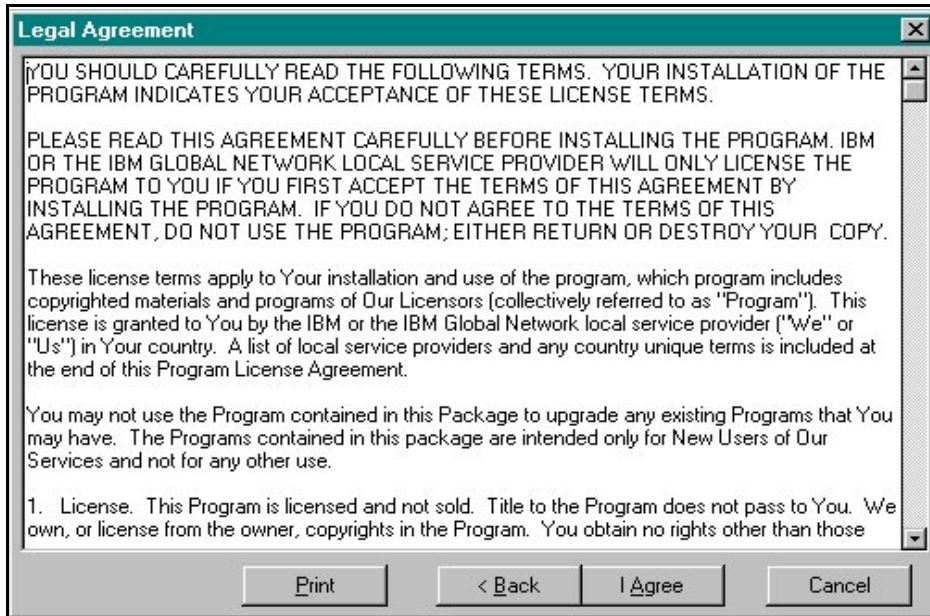 Legal Agreement
YOU SHOULD CAREFULLY READ THE FOLLOWING TERMS.  YOUR INSTALLATION OF THE
PROGRAM INDICATES YOUR ACCEPTANCE OF THESE LICENSE TERMS.
PLEASE READ THIS AGREEMENT CAREFULLY BEFORE INSTALLING THE PROGRAM. IBM
OR THE IBM GLOBAL NETWORK LOCAL SERVICE PROVIDER WILL ONLY LICENSE THE
PROGRAM TO YOU IF YOU FIRST ACCEPT THE TERMS OF THIS AGREEMENT BY
INSTALLING THE PROGRAM.  IF YOU DO NOT AGREE TO THE TERMS OF THIS
AGREEMENT, DO NOT USE THE PROGRAM; EITHER RETURN OR DESTROY YOUR  COPY.
These license terms apply to Your installation and use of the program, which program includes
copyrighted materials and programs of Our Licensors (collectively referred to as "Program").  This
license is granted to You by the IBM or the IBM Global Network local service provider ("We" or
"Us") in Your country.  A list of local service providers and any country unique terms is included at
the end of this Program License Agreement.
You may not use the Program contained in this Package to upgrade any existing Programs that You
may have.  The Programs contained in this package are intended only for New Users of Our
Services and not for any other use.
1.  License.  This Program is licensed and not sold.  Title to the Program does not pass to You.  We
own, or license from the owner, copyrights in the Program.  You obtain no rights other than those
Print < Back I Agree Cancel